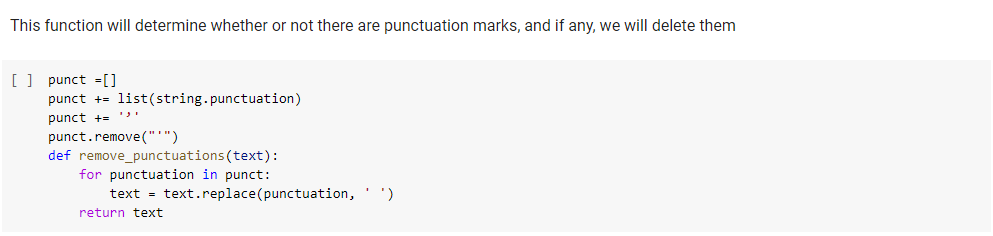 This function will determine whether or not there are punctuation marks, and if any, we will delete them
[ ] punct =[]
punct += list(string.punctuation)
punct += '’'
punct.remove("'")
def remove_punctuations(text):
for punctuation in punct:
text = text.replace(punctuation, ' ')
return text